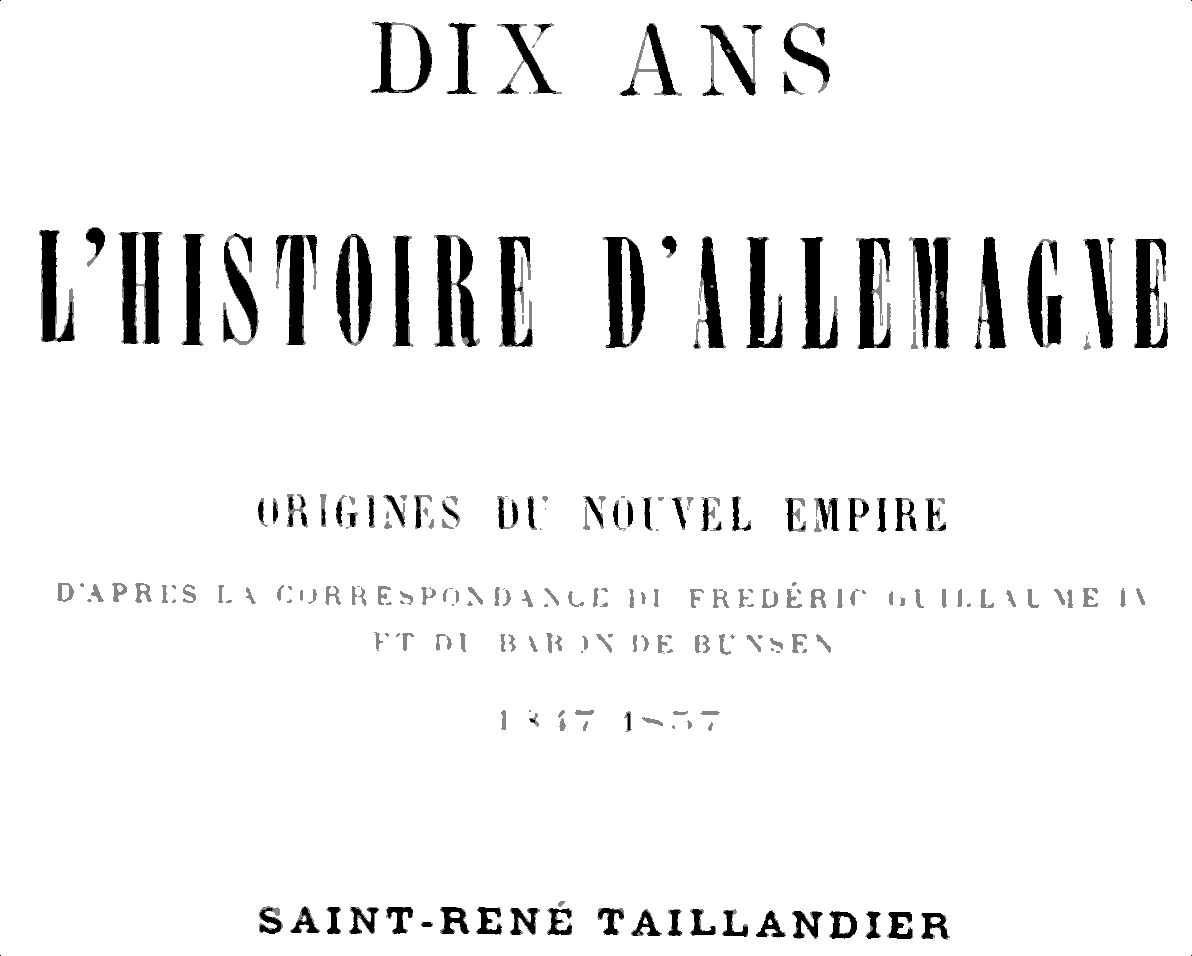 DIX ANS
L'HISTOIRE D'ALLEMAGNE
ORIGINES DU NOUVEL EMPIRE
D'APRES LA CORRESPONDANCE DE FREDÉRIC GUILLAUME IV
ET DU BARON DE BUNSEN
1847 1857
SAINT-RENÉ TAILLANDIER